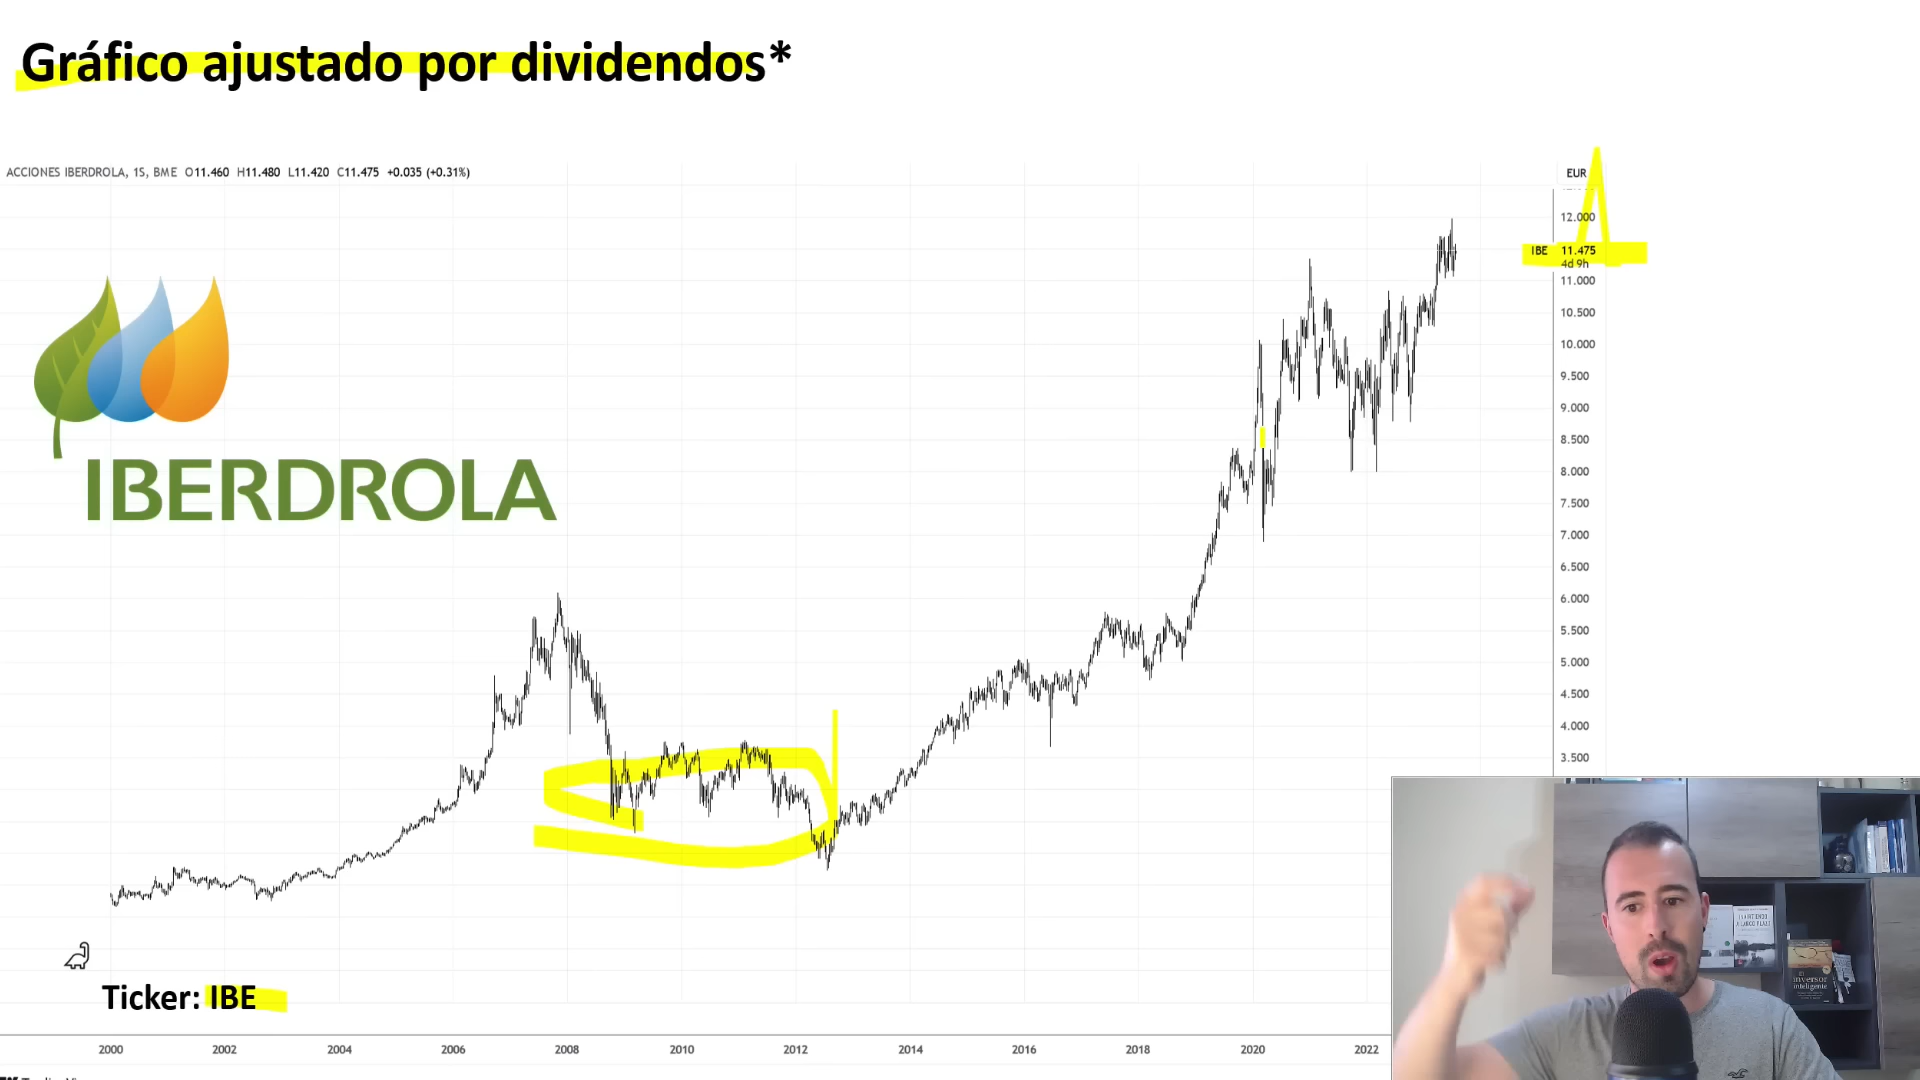 Gráfico ajustado por dividendos*
ACCIONES IBERDROLA, 1S, BME O11.460 H11.480 L11.420 C11.475 +0.035 (+0.31%)
EUR
12.000
IBE 11.475
4d 9h
11.000
10.500
10.000
9.500
9.000
8.500
8.000
7.500
7.000
6.500
6.000
5.500
5.000
4.500
4.000
3.500
IBERDROLA
Ticker: IBE
2000 2002 2004 2006 2008 2010 2012 2014 2016 2018 2020 2022
El inversor inteligente